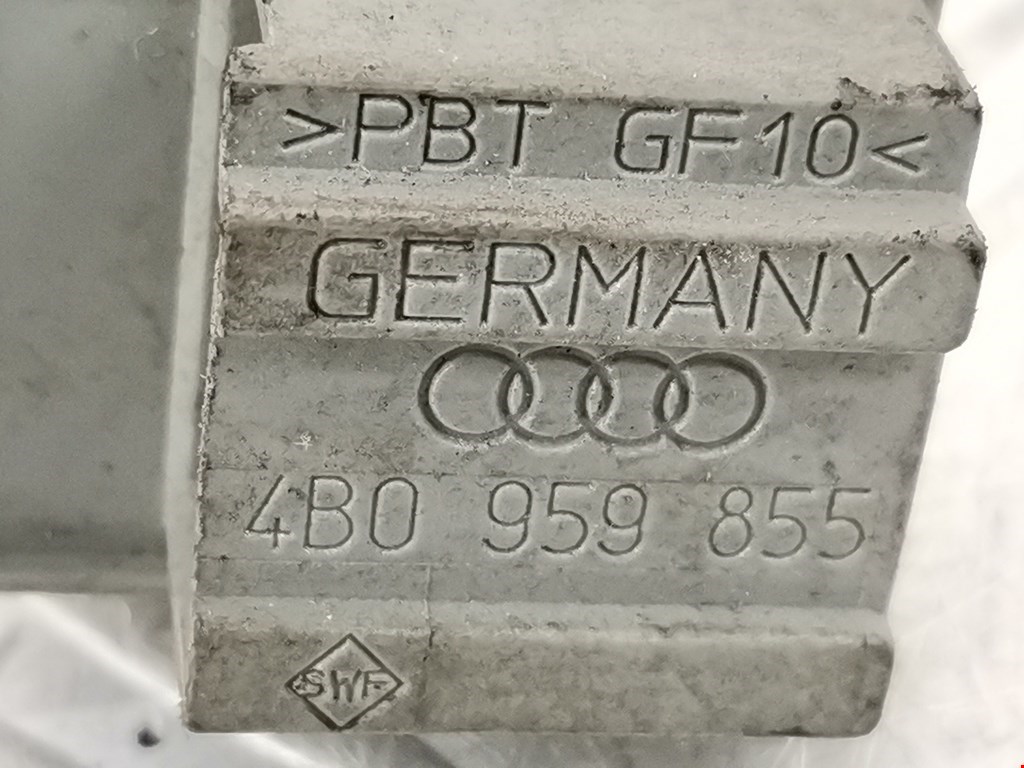 >PBT GF10<
GERMANY
4B0 959 855
SWF